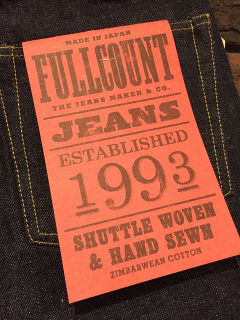 MADE IN JAPAN
FULLCOUNT
THE JEANS MAKER & CO.
JEANS
ESTABLISHED
1993
SHUTTLE WOVEN
& HAND SEWN
ZIMBABWEAN COTTON